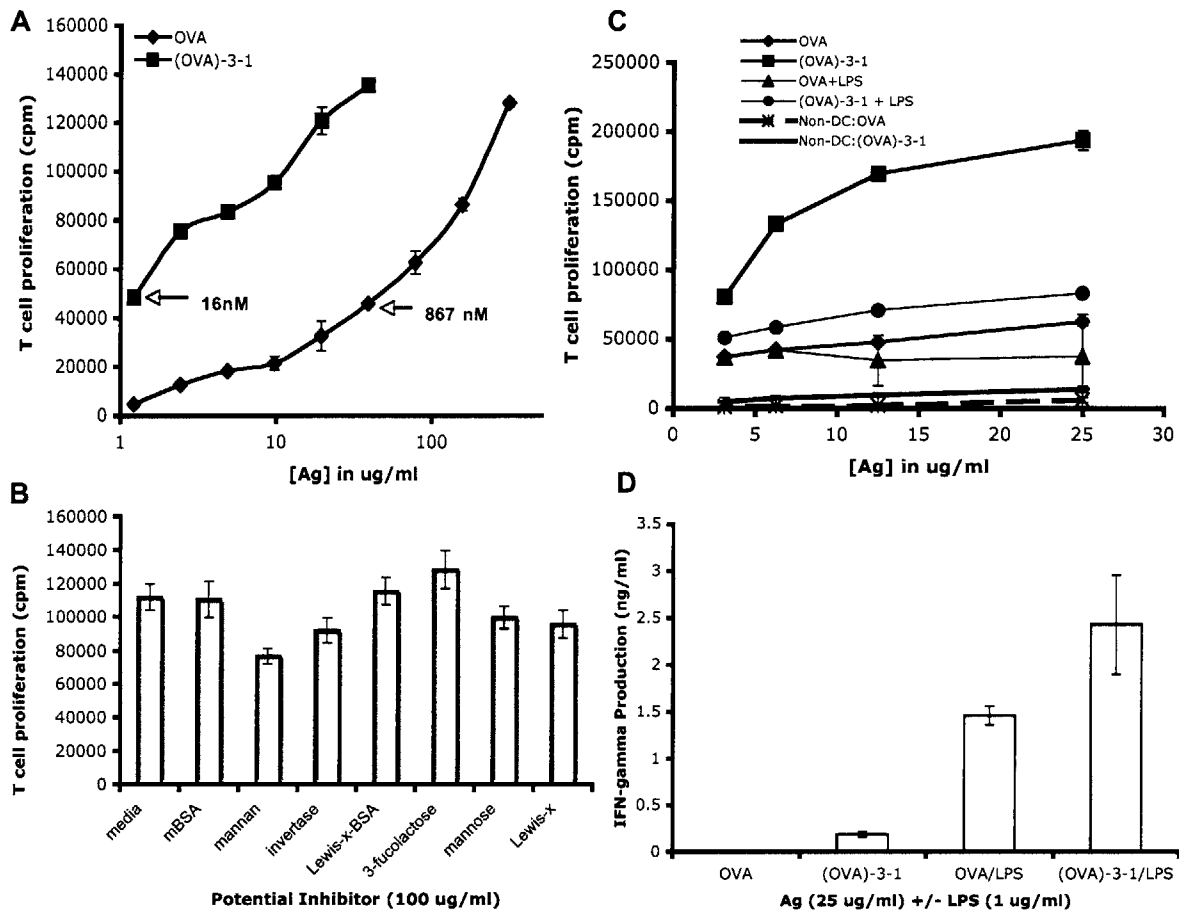 A
OVA
(OVA)-3-1
T cell proliferation (cpm)
160000
140000
120000
100000
80000
60000
40000
20000
0
16nM
867 nM
1
10
100
[Ag] in ug/ml
B
T cell proliferation (cpm)
160000
140000
120000
100000
80000
60000
40000
20000
0
media
mBSA
mannan
invertase
Lewis-x-BSA
3-fucolactose
mannose
Lewis-x
Potential Inhibitor (100 ug/ml)
C
OVA
(OVA)-3-1
OVA+LPS
(OVA)-3-1 + LPS
Non-DC:OVA
Non-DC:(OVA)-3-1
T cell proliferation (cpm)
250000
200000
150000
100000
50000
0
0
5
10
15
20
25
30
[Ag] in ug/ml
D
IFN-gamma Production (ng/ml)
3.5
3
2.5
2
1.5
1
0.5
0
OVA
(OVA)-3-1
OVA/LPS
(OVA)-3-1/LPS
Ag (25 ug/ml) +/- LPS (1 ug/ml)